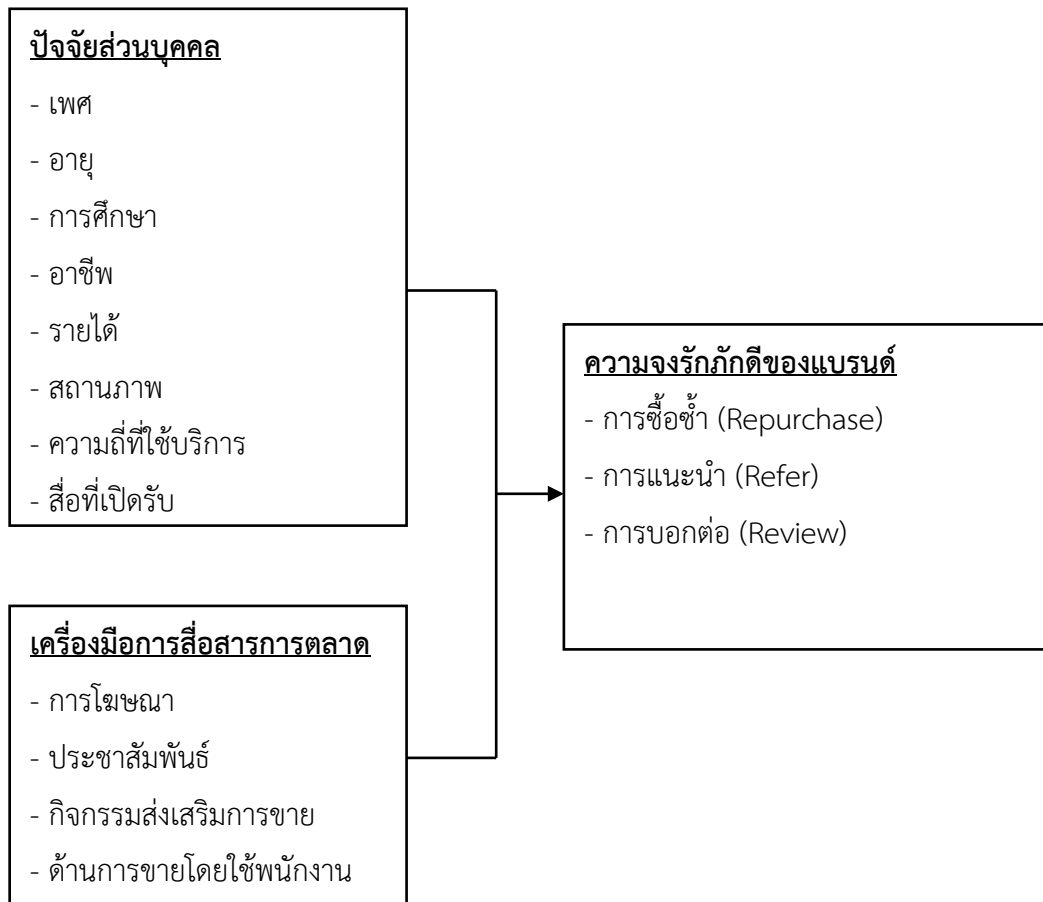 ปัจจัยส่วนบุคคล
- เพศ
- อายุ
- การศึกษา
- อาชีพ
- รายได้
- สถานภาพ
- ความถี่ที่ใช้บริการ
- สื่อที่เปิดรับ
ความจงรักภักดีของแบรนด์
- การซื้อซ้ำ (Repurchase)
- การแนะนำ (Refer)
- การบอกต่อ (Review)
เครื่องมือการสื่อสารการตลาด
- การโฆษณา
- ประชาสัมพันธ์
- กิจกรรมส่งเสริมการขาย
- ด้านการขายโดยใช้พนักงาน